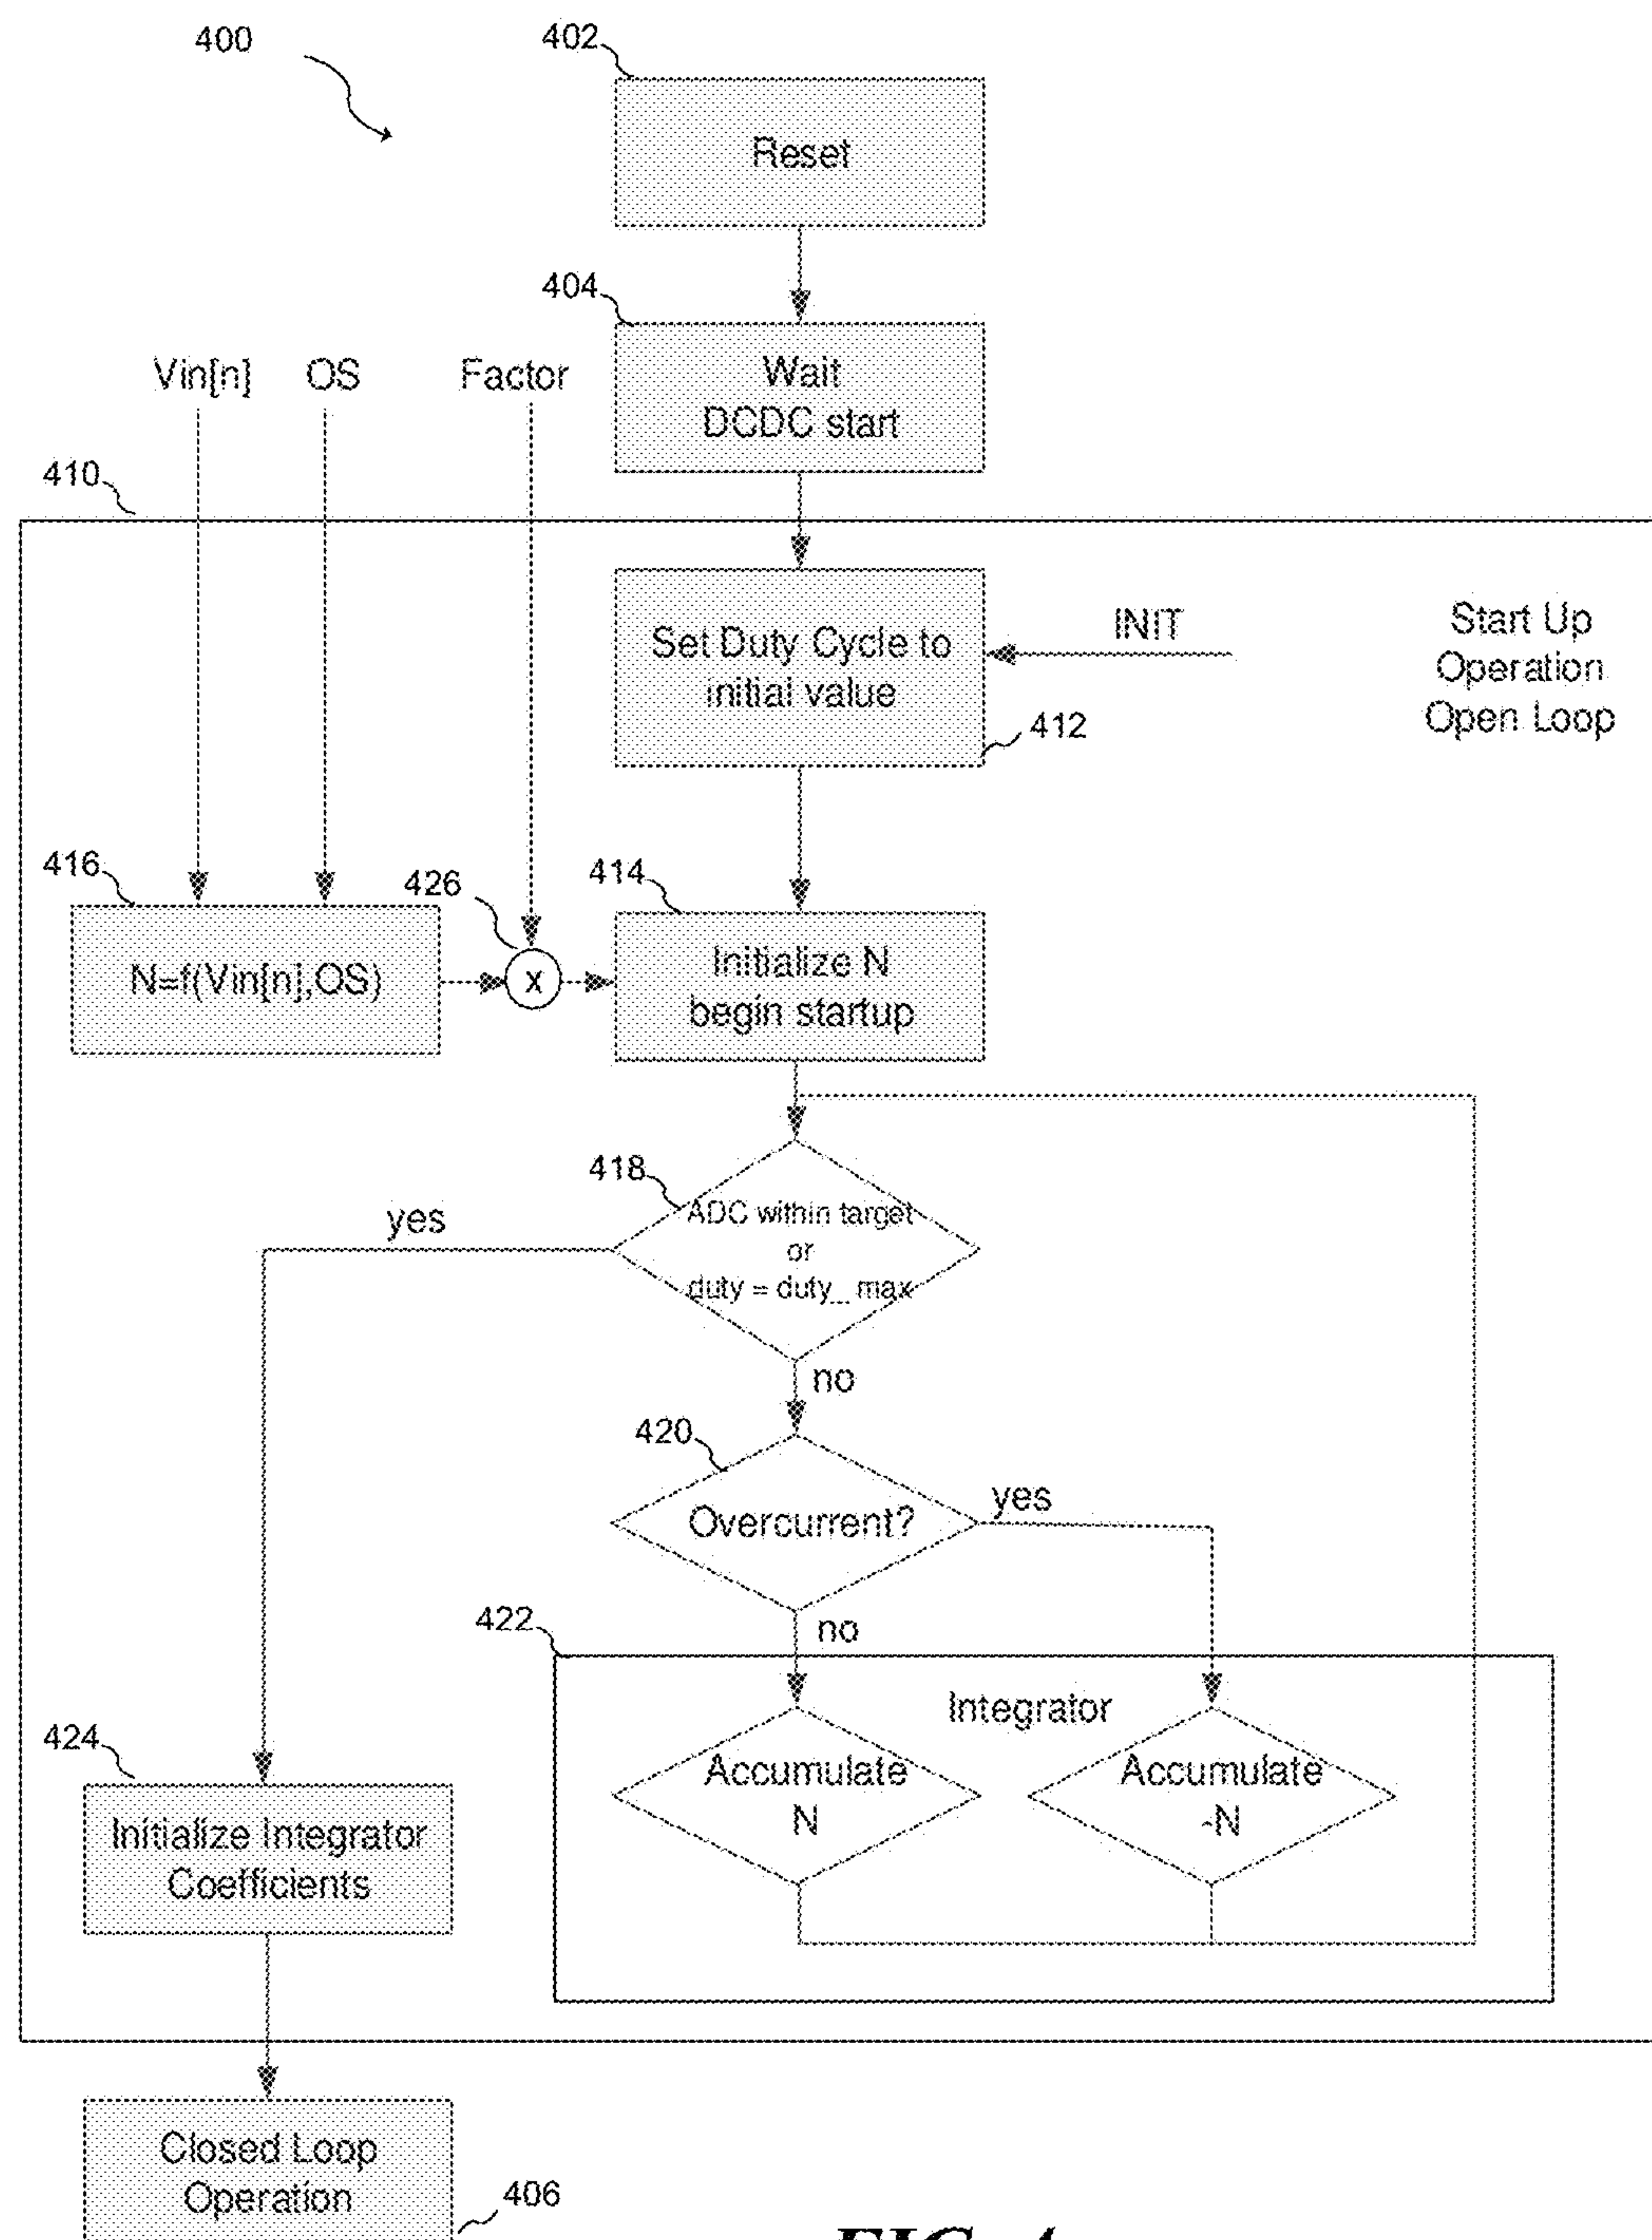 400
402
Reset
404
Wait
DCDC start
Vin[n] OS Factor
410
Set Duty Cycle to
initial value
INIT
412
Start Up
Operation
Open Loop
416
N=f(Vin[n],OS)
426
x
414
Initialize N
begin startup
418
ADC within target
or
duty = duty_ max
yes
no
420
Overcurrent?
yes
no
422
Integrator
Accumulate
N
Accumulate
-N
424
Initialize Integrator
Coefficients
Closed Loop
Operation
406